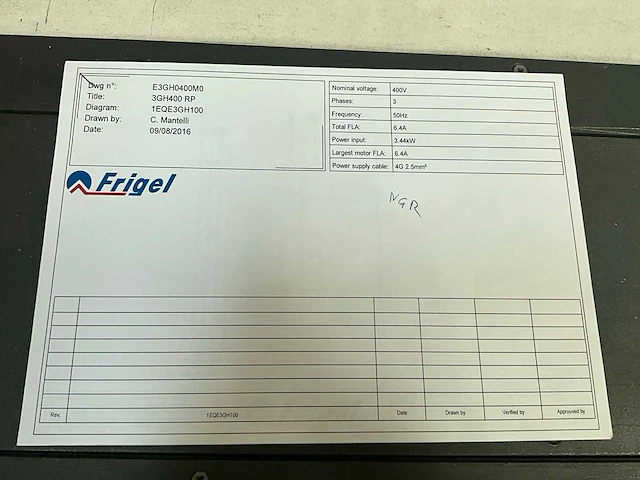 Dwg n°: E3GH0400M0
Title: 3GH400 RP
Diagram: 1EQE3GH100
Drawn by: C. Mantelli
Date: 09/08/2016
Nominal voltage: 400V
Phases: 3
Frequency: 50Hz
Total FLA: 6.4A
Power input: 3.44kW
Largest motor FLA: 6.4A
Power supply cable: 4G 2.5mm²
Frigel
NGR
Rev. 1EQE3GH100 Date Drawn by Verified by Approuved by